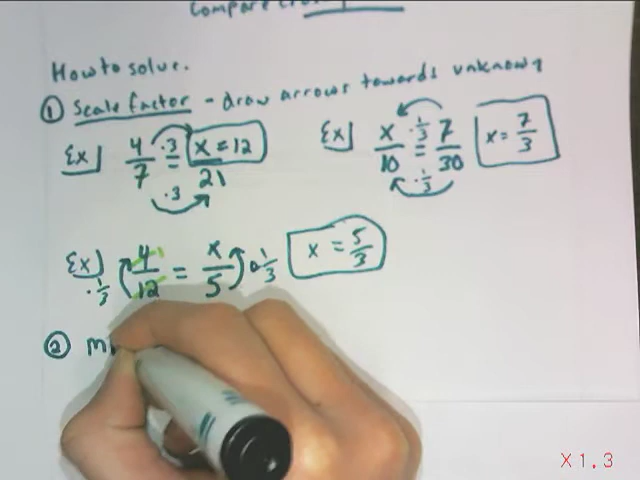 Compare
How to solve.
① Scale factor - draw arrows towards unknown
Ex] 4/7 = x = 12/21 ·3 ·3
Ex] x/10 = 7/30 ·1/3 ·1/3 x = 7/3
Ex] ·1/3 4/12 = x/5 ·1/3 x = 5/3
②
X1.3